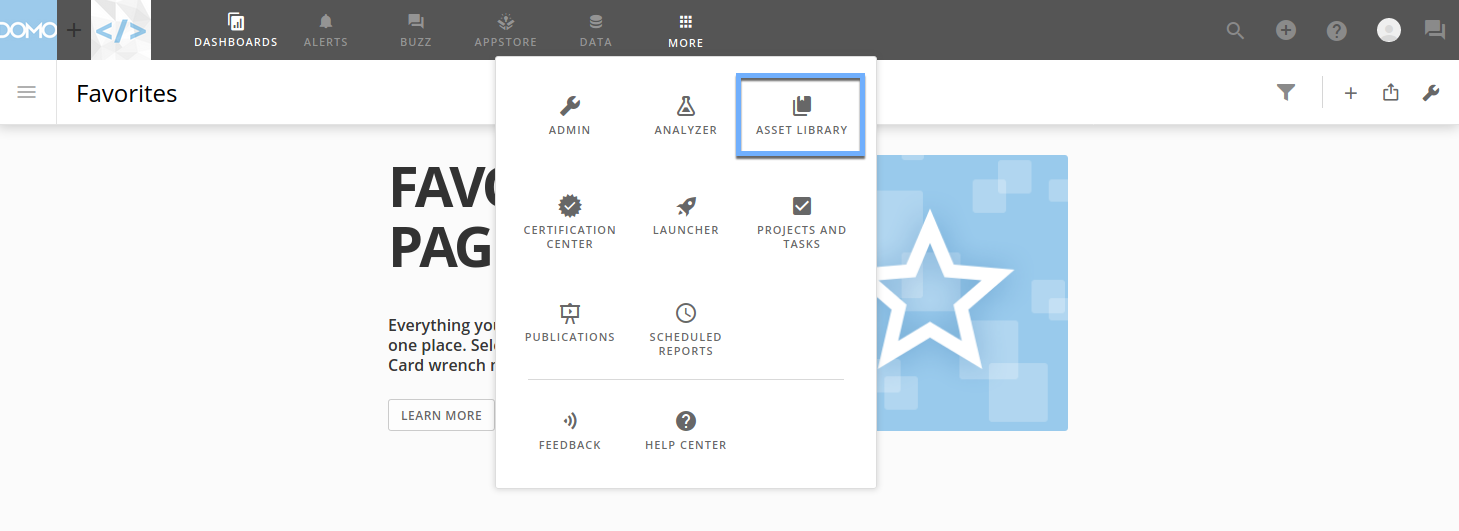 DOMO
</>
DASHBOARDS
ALERTS
BUZZ
APPSTORE
DATA
MORE
Favorites
ADMIN
ANALYZER
ASSET LIBRARY
CERTIFICATION
CENTER
LAUNCHER
PROJECTS AND
TASKS
PUBLICATIONS
SCHEDULED
REPORTS
FEEDBACK
HELP CENTER
FAVO
PAG
Everything you
one place. Sele
Card wrench m
LEARN MORE